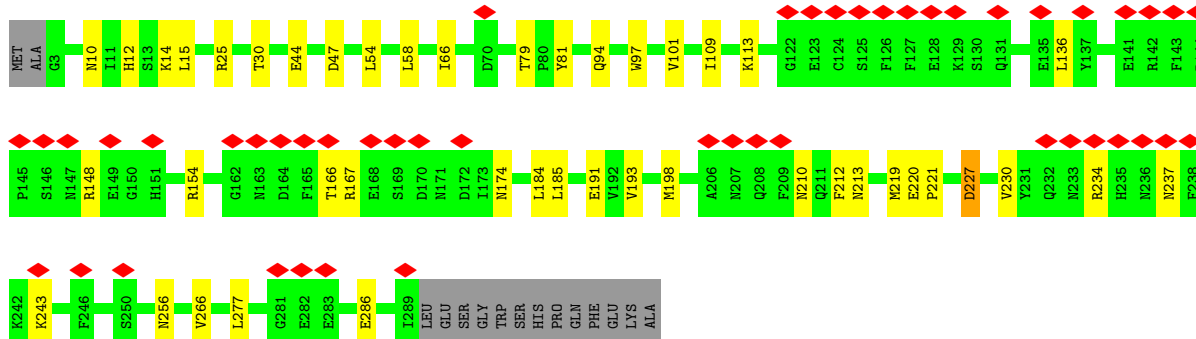 MET ALA G3 N10 I11 H12 S13 K14 L15 R25 T30 E44 D47 L54 L58 I66 D70 T79 P80 Y81 Q94 W97 V101 I109 K113 G122 E123 C124 S125 F126 F127 E128 K129 S130 Q131 E135 L136 Y137 E141 R142 F143
P145 S146 N147 R148 E149 G150 H151 R154 G162 N163 D164 F165 T166 R167 E168 S169 D170 N171 D172 I173 N174 L184 L185 E191 V192 V193 M198 A206 N207 Q208 F209 N210 Q211 F212 N213 M219 E220 P221 D227 V230 Y231 Q232 N233 R234 H235 N236 N237
K242 K243 F246 S250 N256 V266 L277 G281 E282 E283 E286 I289 LEU GLU SER GLY TRP SER HIS PRO GLN PHE GLU LYS ALA